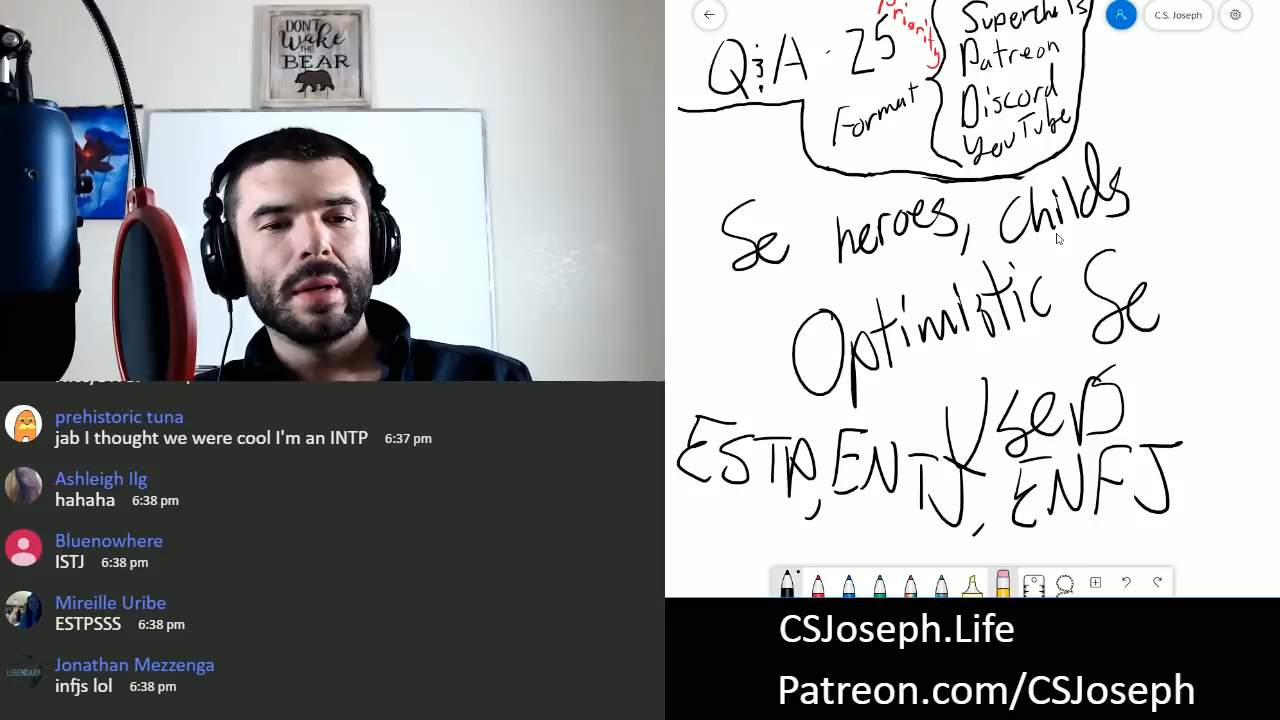 DON'T
Wake
THE
BEAR
prehistoric tuna
jab I thought we were cool I'm an INTP 6:37 pm
Ashleigh Ilg
hahaha 6:38 pm
Bluenowhere
ISTJ 6:38 pm
Mireille Uribe
ESTPSSS 6:38 pm
LEGENDARY
Jonathan Mezzenga
infjs lol 6:38 pm
C.S. Joseph
Priority
Superchats
Q&A · 25
Patreon
Format
Discord
YouTube
Se heroes, childs
Optimistic Se
Users
ESTP, ENTJ, ENFJ
CSJoseph.Life
Patreon.com/CSJoseph